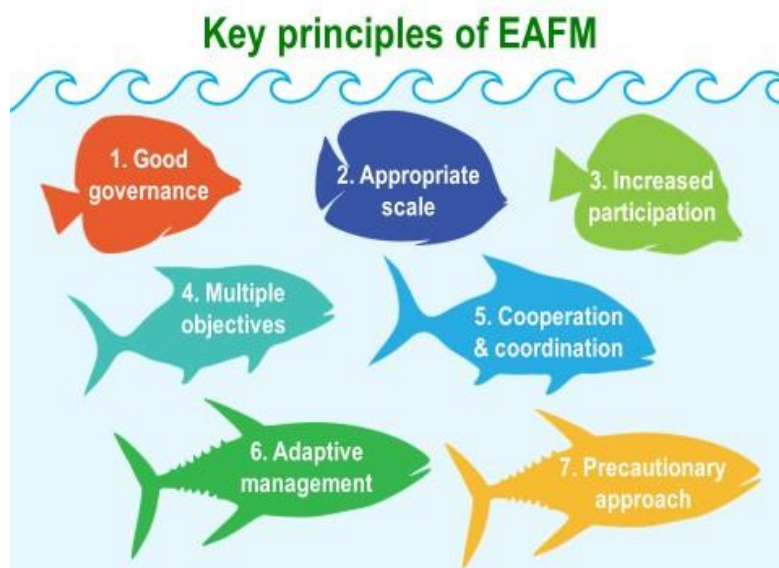 Key principles of EAFM
1. Good
governance
2. Appropriate
scale
3. Increased
participation
4. Multiple
objectives
5. Cooperation
& coordination
6. Adaptive
management
7. Precautionary
approach